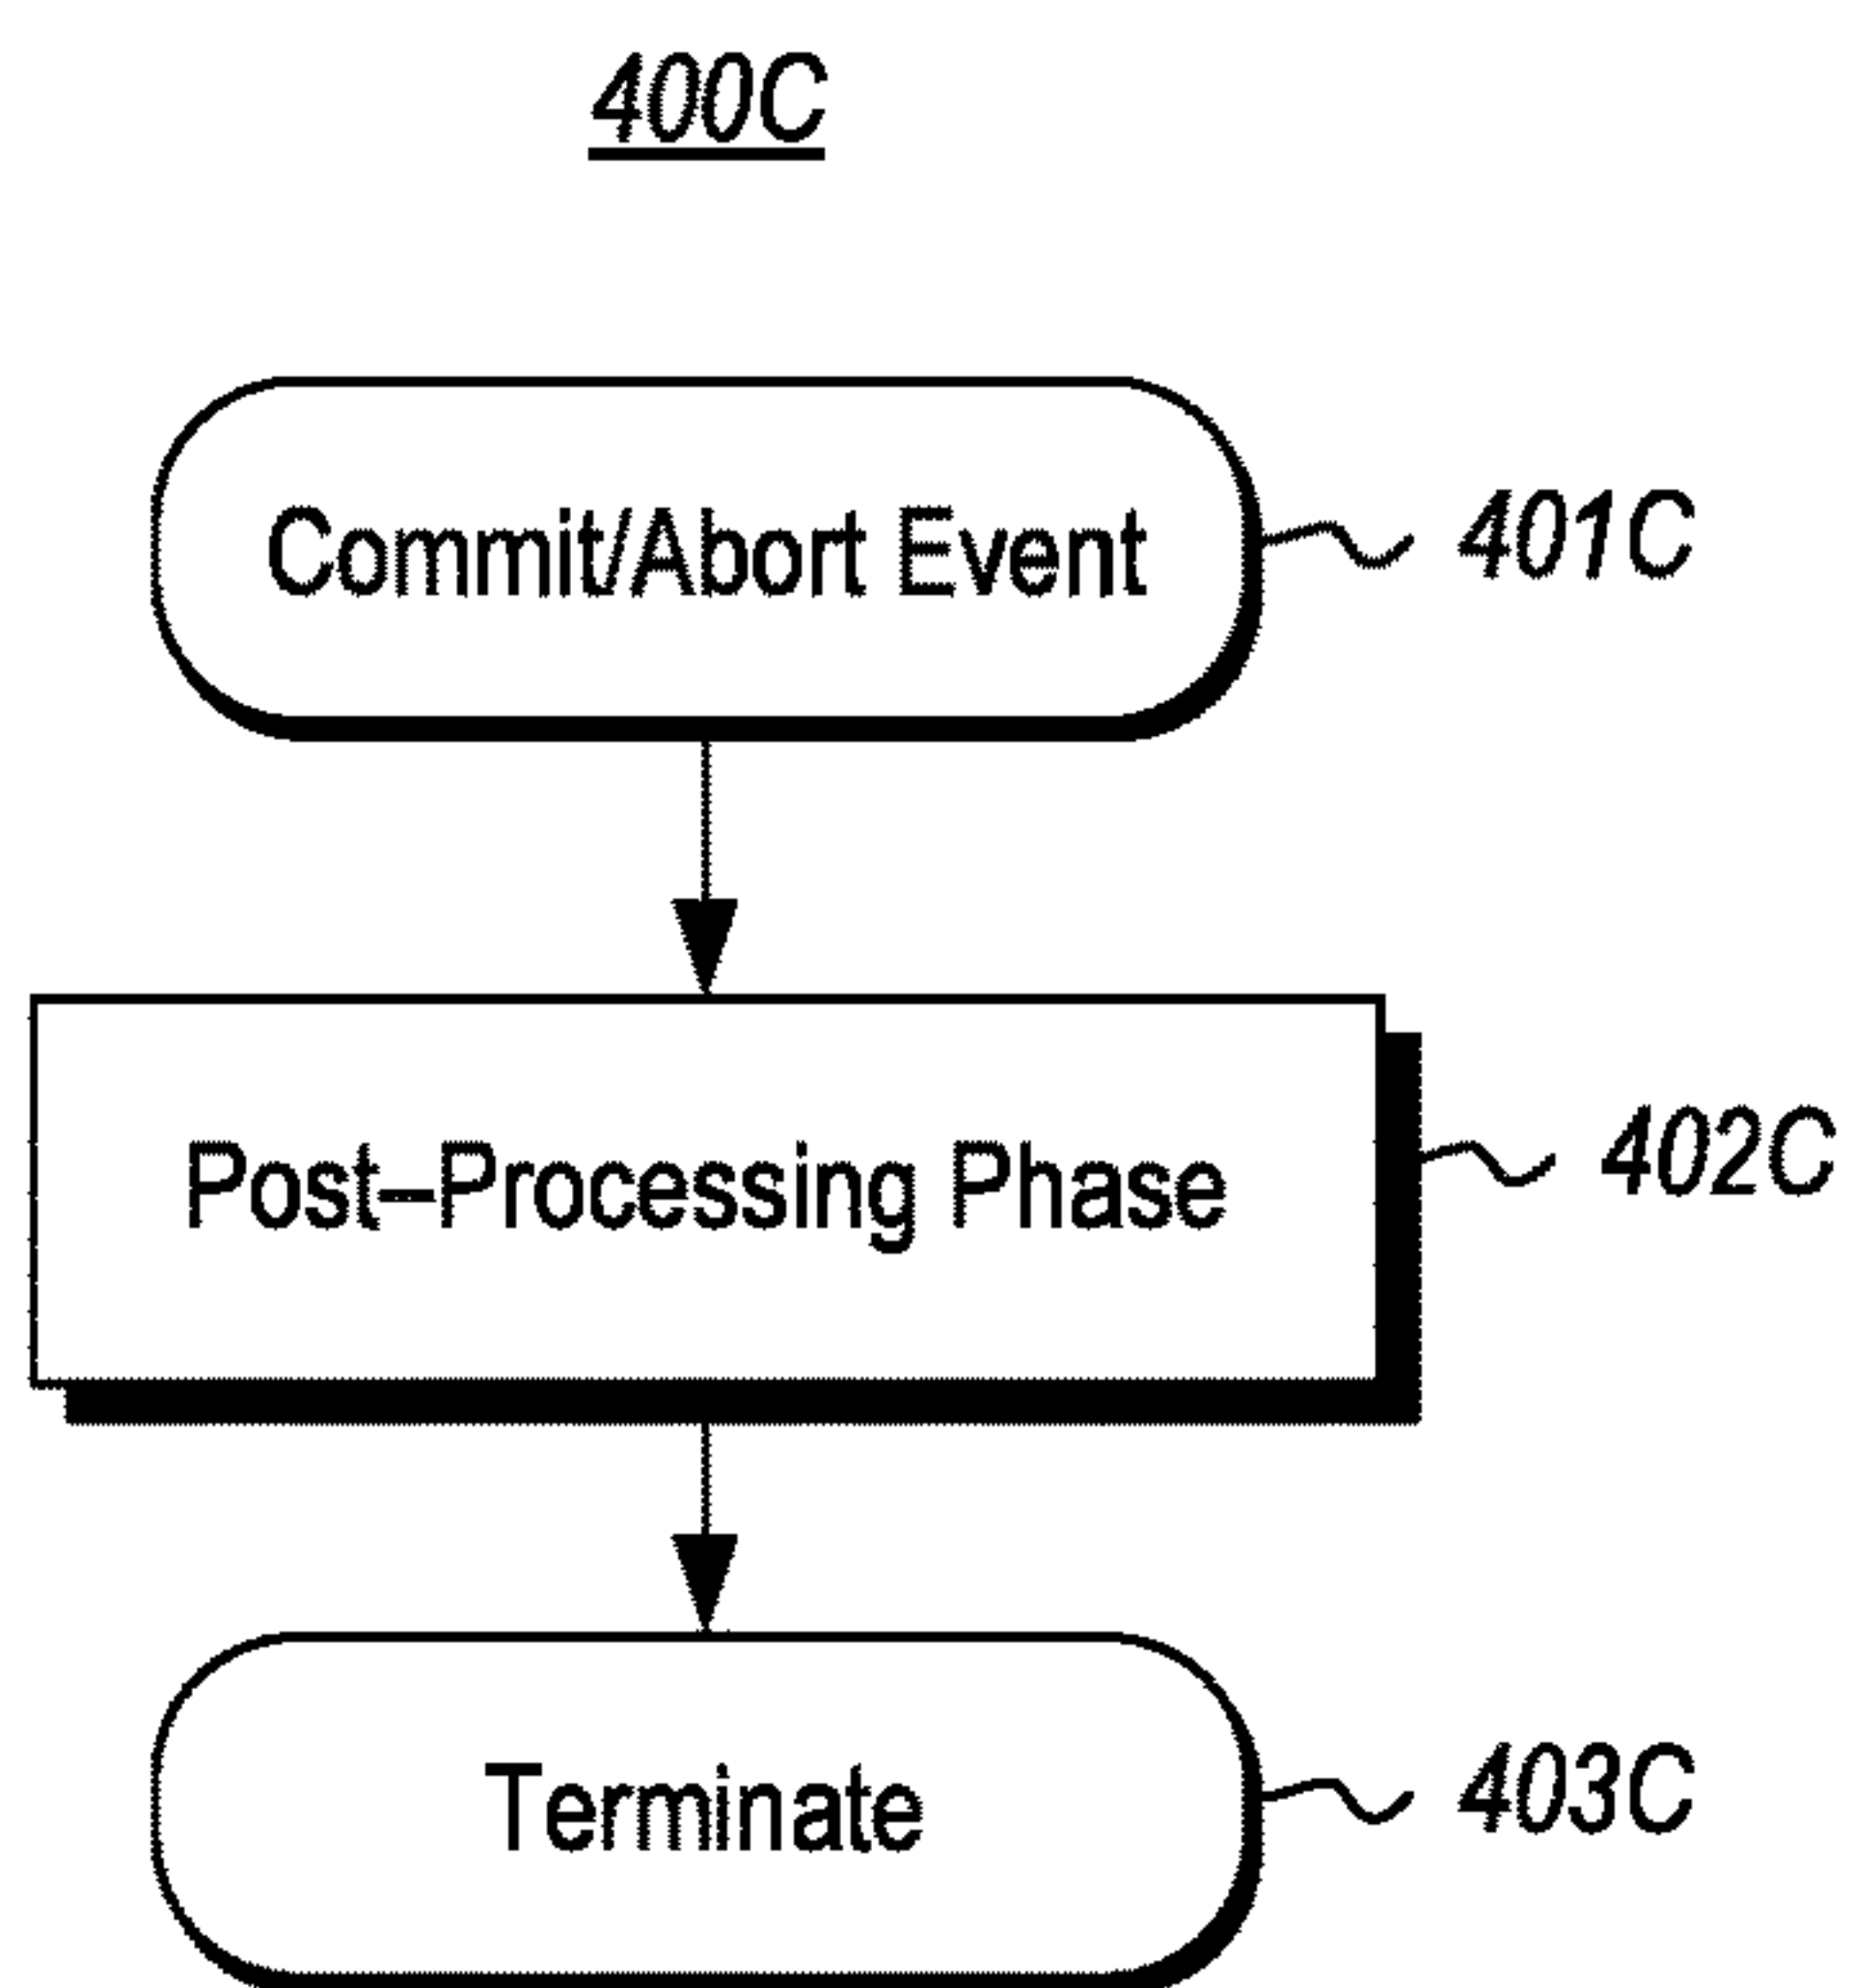 400C
Commit/Abort Event
401C
Post–Processing Phase
402C
Terminate
403C